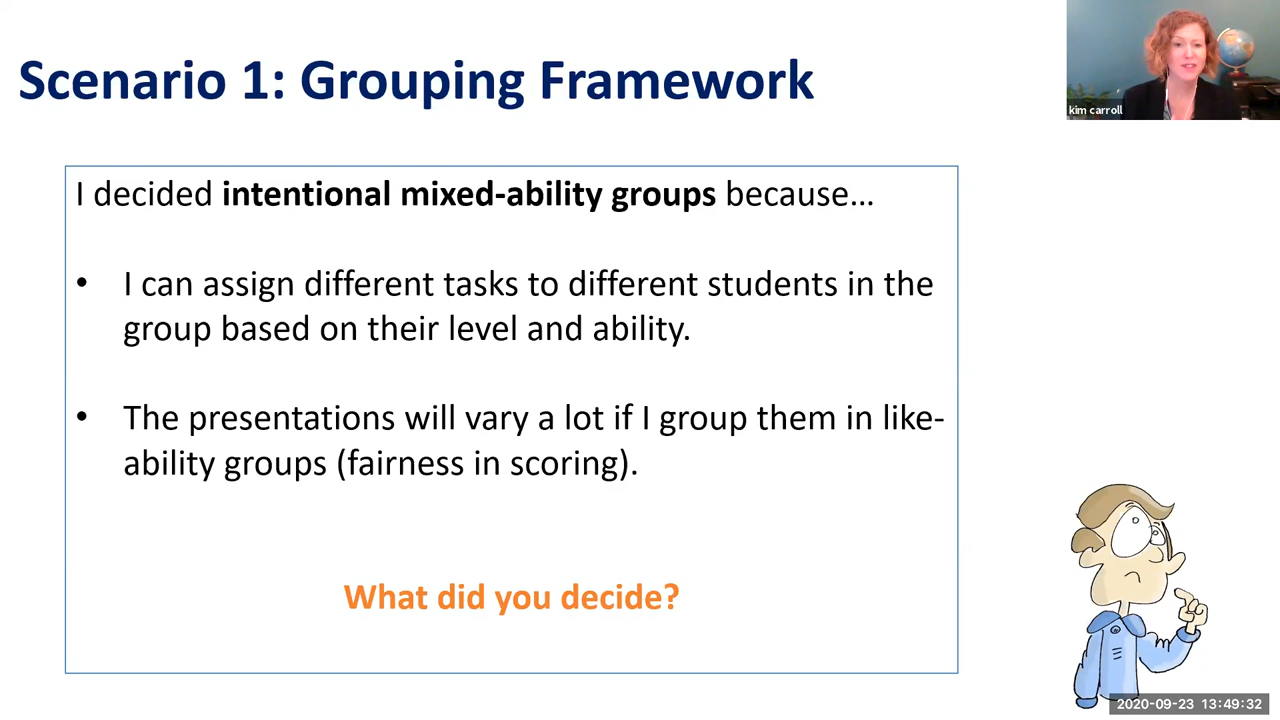 Scenario 1: Grouping Framework
kim carroll
I decided intentional mixed-ability groups because…
• I can assign different tasks to different students in the
group based on their level and ability.
• The presentations will vary a lot if I group them in like-
ability groups (fairness in scoring).
What did you decide?
2020-09-23 13:49:32